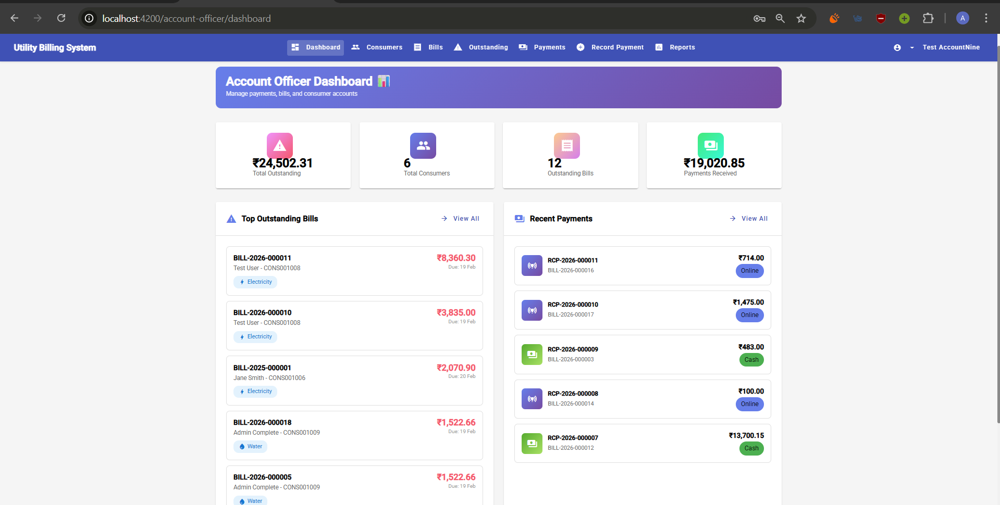 localhost:4200/account-officer/dashboard
A
Utility Billing System
Dashboard
Consumers
Bills
Outstanding
Payments
Record Payment
Reports
Test AccountNine
Account Officer Dashboard
Manage payments, bills, and consumer accounts
₹24,502.31
Total Outstanding
6
Total Consumers
12
Outstanding Bills
₹19,020.85
Payments Received
Top Outstanding Bills
View All
BILL-2026-000011
₹8,360.30
Test User - CONS001008
Due: 19 Feb
Electricity
BILL-2026-000010
₹3,835.00
Test User - CONS001008
Due: 19 Feb
Electricity
BILL-2025-000001
₹2,070.90
Jane Smith - CONS001006
Due: 20 Feb
Electricity
BILL-2026-000018
₹1,522.66
Admin Complete - CONS001009
Due: 19 Feb
Water
BILL-2026-000005
₹1,522.66
Admin Complete - CONS001009
Due: 19 Feb
Water
Recent Payments
View All
RCP-2026-000011
₹714.00
BILL-2026-000016
Online
RCP-2026-000010
₹1,475.00
BILL-2026-000017
Online
RCP-2026-000009
₹483.00
BILL-2026-000003
Cash
RCP-2026-000008
₹100.00
BILL-2026-000014
Online
RCP-2026-000007
₹13,700.15
BILL-2026-000012
Cash